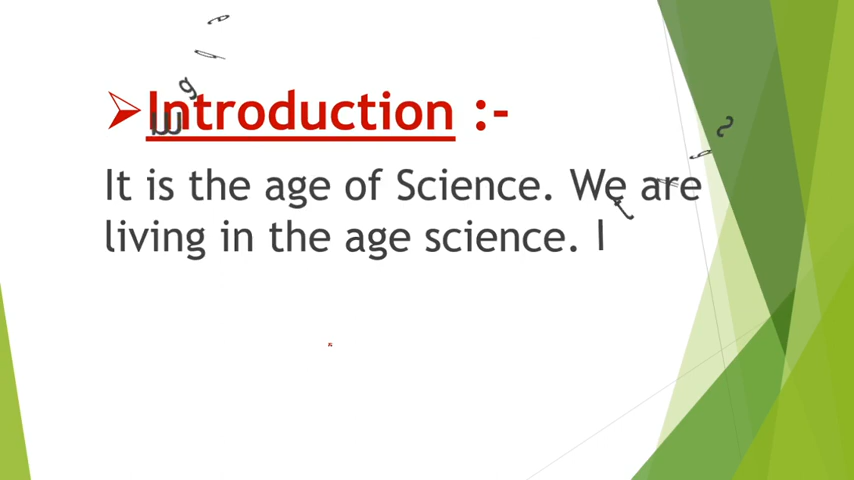 Introduction :-
It is the age of Science. We are
living in the age science. I